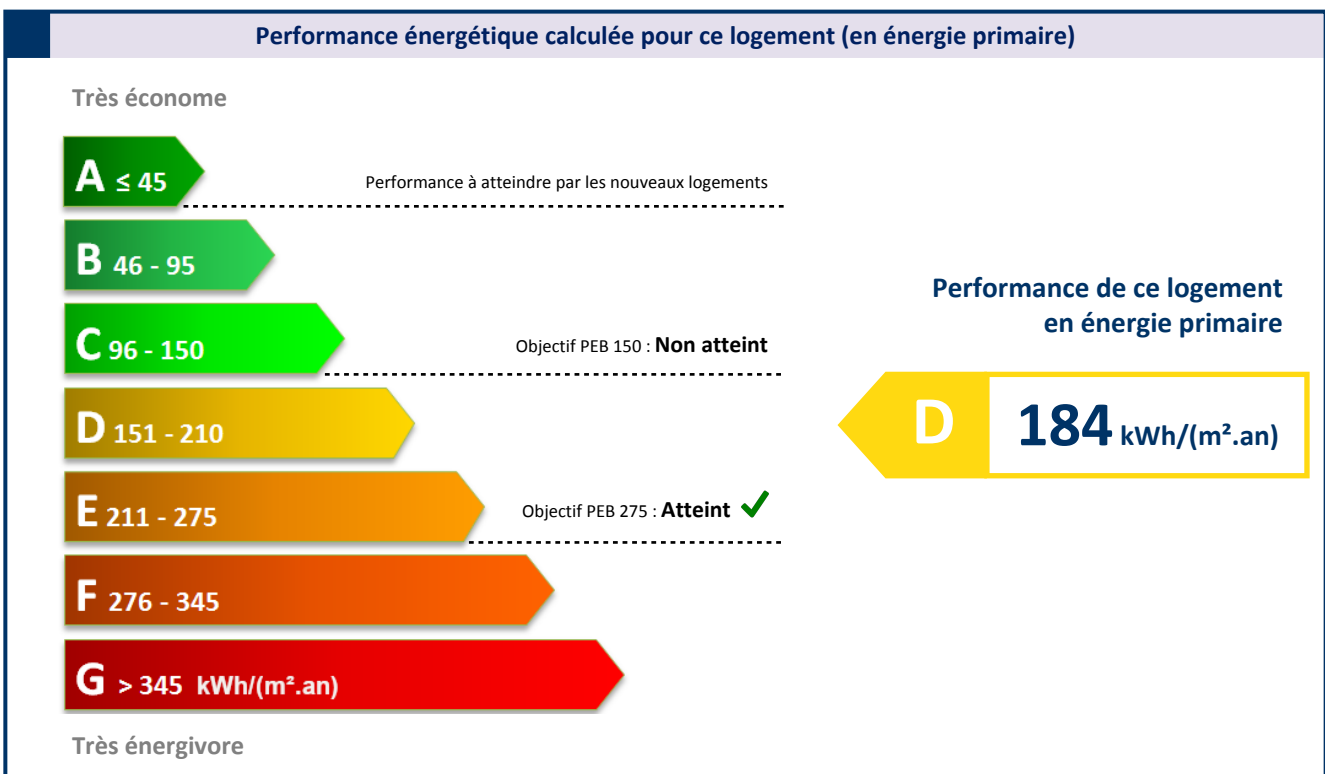 Performance énergétique calculée pour ce logement (en énergie primaire)
Très économe
A ≤ 45
Performance à atteindre par les nouveaux logements
B 46 - 95
C 96 - 150
Objectif PEB 150 : Non atteint
D 151 - 210
E 211 - 275
Objectif PEB 275 : Atteint
F 276 - 345
G > 345 kWh/(m².an)
Très énergivore
Performance de ce logement
en énergie primaire
D 184 kWh/(m².an)